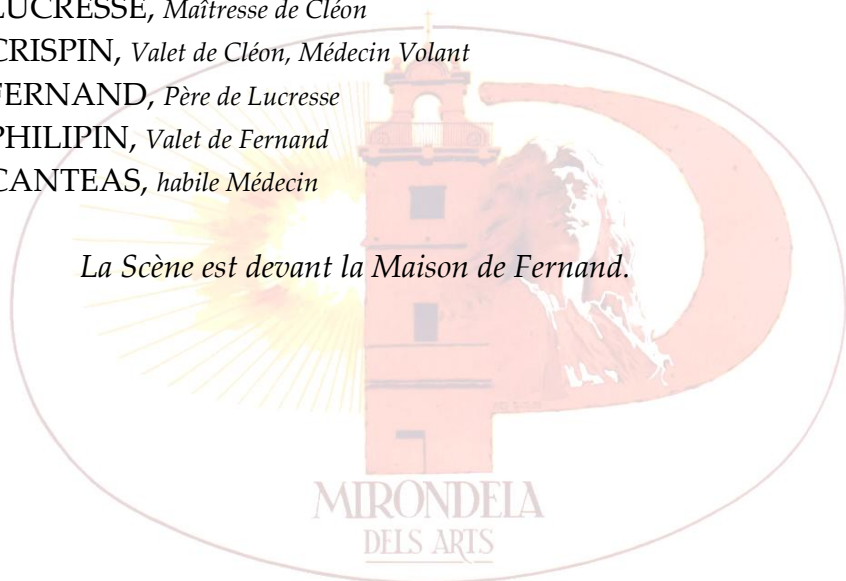 LUCRESSE, Maîtresse de Cléon
CRISPIN, Valet de Cléon, Médecin Volant
FERNAND, Père de Lucresse
PHILIPIN, Valet de Fernand
CANTEAS, habile Médecin
La Scène est devant la Maison de Fernand.
MIRONDELA
DELS ARTS